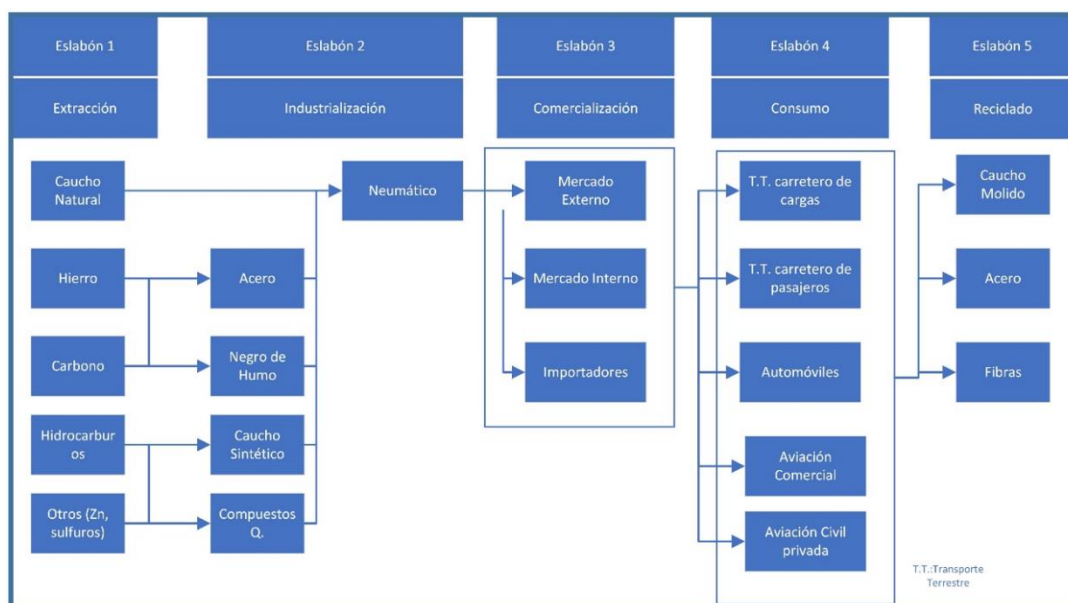 Eslabón 1
Eslabón 2
Eslabón 3
Eslabón 4
Eslabón 5
Extracción
Industrialización
Comercialización
Consumo
Reciclado
Caucho
Natural
Neumático
Mercado
Externo
T.T. carretero de
cargas
Caucho
Molido
Hierro
Acero
Mercado Interno
T.T. carretero de
pasajeros
Acero
Carbono
Negro de
Humo
Importadores
Automóviles
Fibras
Hidrocarbur
os
Caucho
Sintético
Aviación
Comercial
Otros (Zn,
sulfuros)
Compuestos
Q.
Aviación Civil
privada
T.T.:Transporte
Terrestre